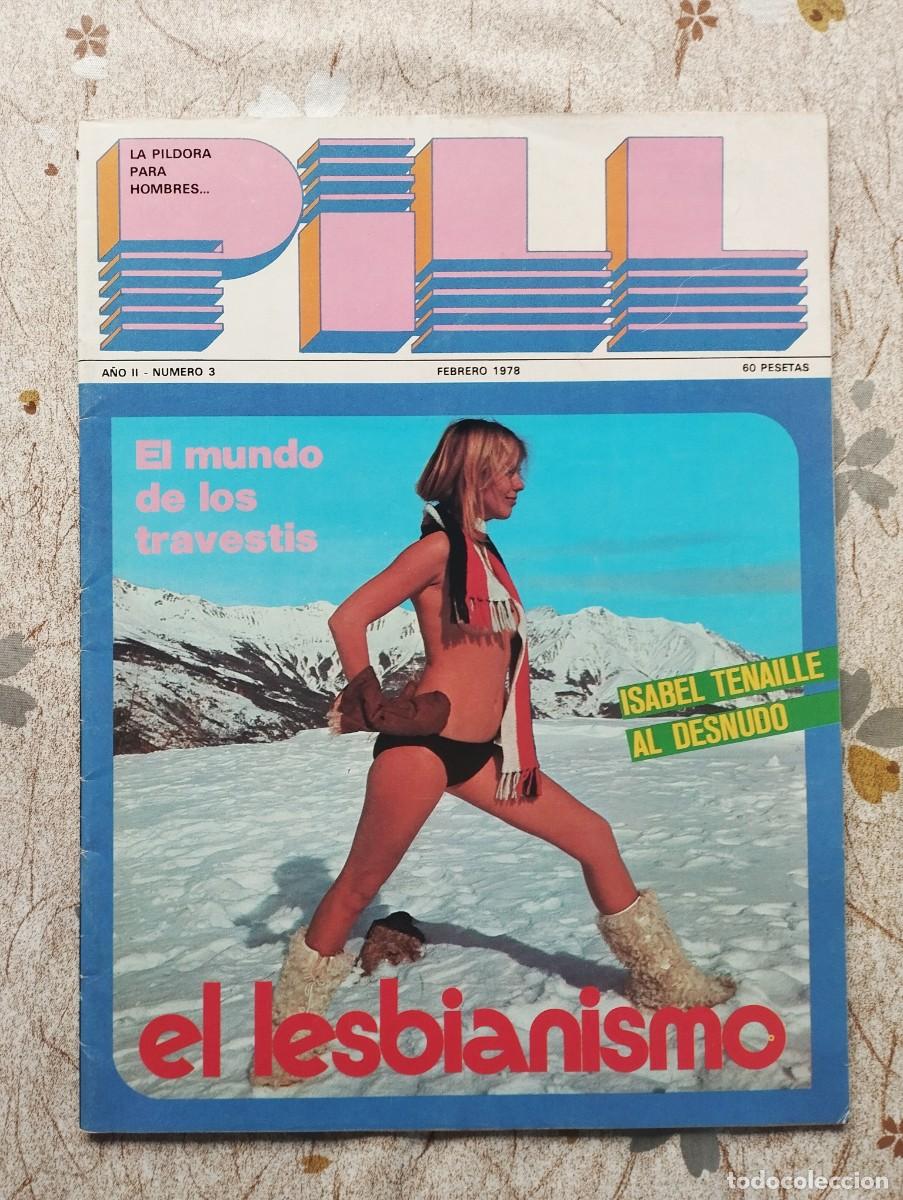 LA PILDORA
PARA
HOMBRES...
PiLL
AÑO II - NUMERO 3
FEBRERO 1978
60 PESETAS
El mundo
de los
travestis
ISABEL TENAILLE
AL DESNUDO
el lesbianismo
todocoleccion